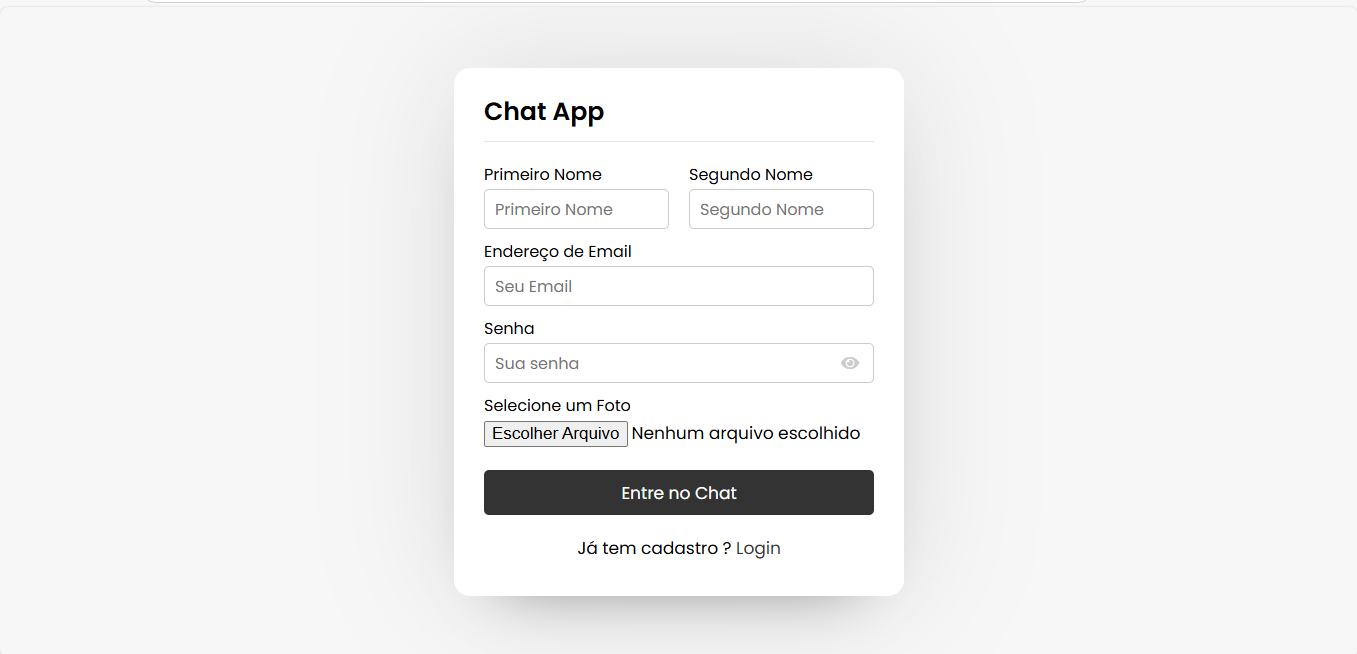 Chat App
Primeiro Nome Segundo Nome
Primeiro Nome Segundo Nome
Endereço de Email
Seu Email
Senha
Sua senha
Selecione um Foto
Escolher Arquivo Nenhum arquivo escolhido
Entre no Chat
Já tem cadastro ? Login